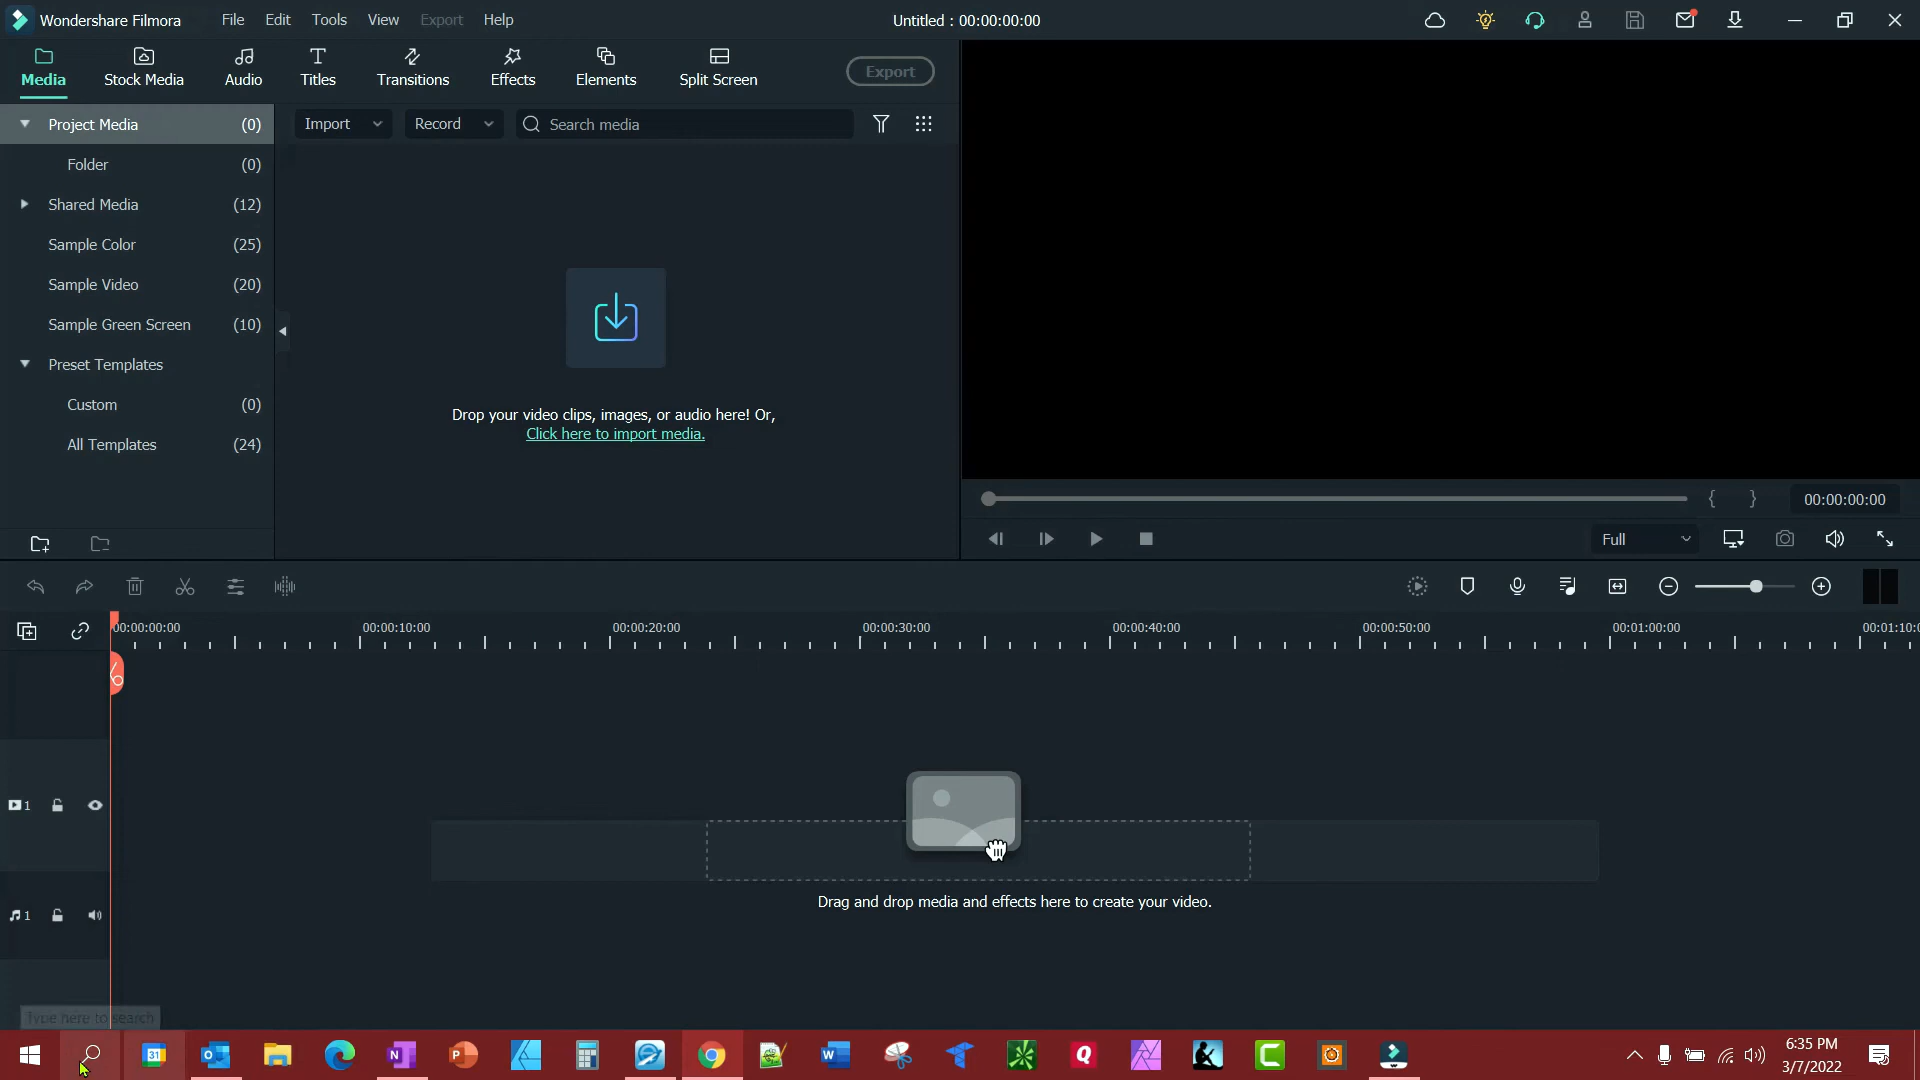 Wondershare Filmora File Edit Tools View Export Help Untitled : 00:00:00:00
Media Stock Media Audio Titles Transitions Effects Elements Split Screen Export
Project Media (0) Import Record Search media
Folder (0)
Shared Media (12)
Sample Color (25)
Sample Video (20)
Sample Green Screen (10)
Preset Templates
Custom (0)
All Templates (24)
Drop your video clips, images, or audio here! Or,
Click here to import media.
{ } 00:00:00:00
Full
00:00:00:00 00:00:10:00 00:00:20:00 00:00:30:00 00:00:40:00 00:00:50:00 00:01:00:00 00:01:10:0
1
Drag and drop media and effects here to create your video.
1
Type here to search
31 O N P W Q C
6:35 PM
3/7/2022